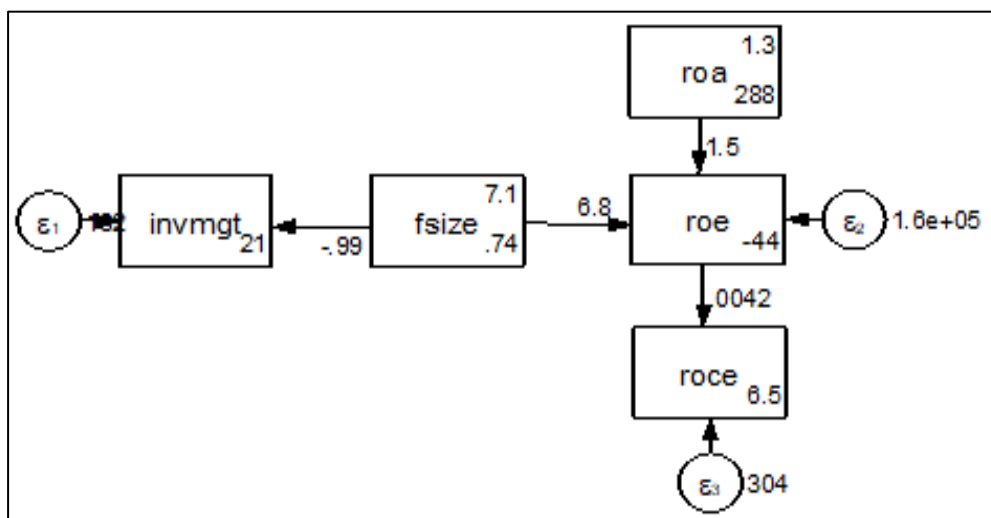 1.3
roa
288
1.5
ε1
invmgt
21
-.99
7.1
fsize
.74
6.8
roe
-44
ε2
1.6e+05
.0042
roce
6.5
ε3
304